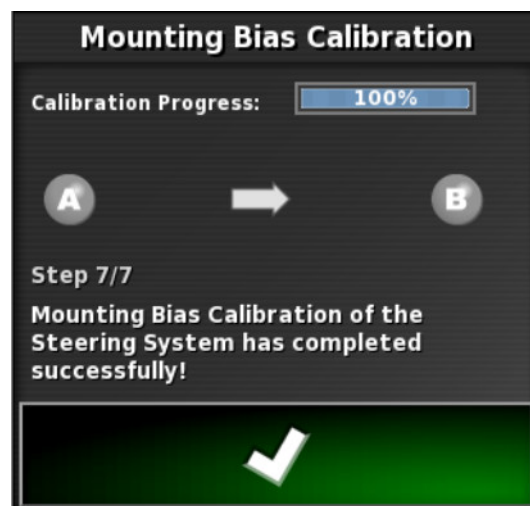 Mounting Bias Calibration
Calibration Progress: 100%
A B
Step 7/7
Mounting Bias Calibration of the
Steering System has completed
successfully!